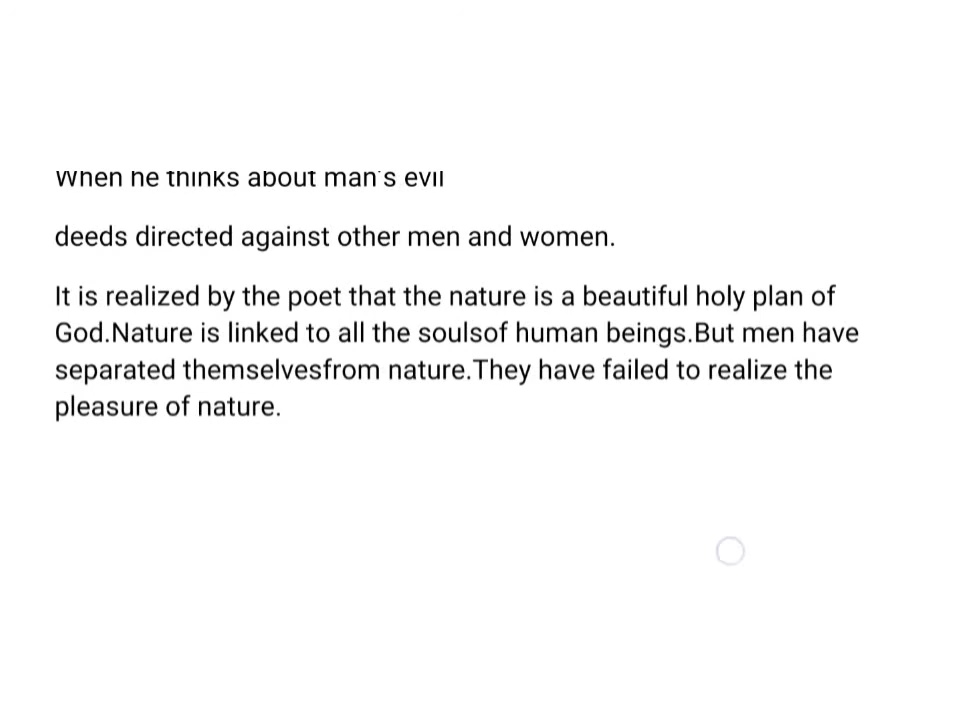 When he thinks about man's evil
deeds directed against other men and women.
It is realized by the poet that the nature is a beautiful holy plan of
God.Nature is linked to all the soulsof human beings.But men have
separated themselvesfrom nature.They have failed to realize the
pleasure of nature.